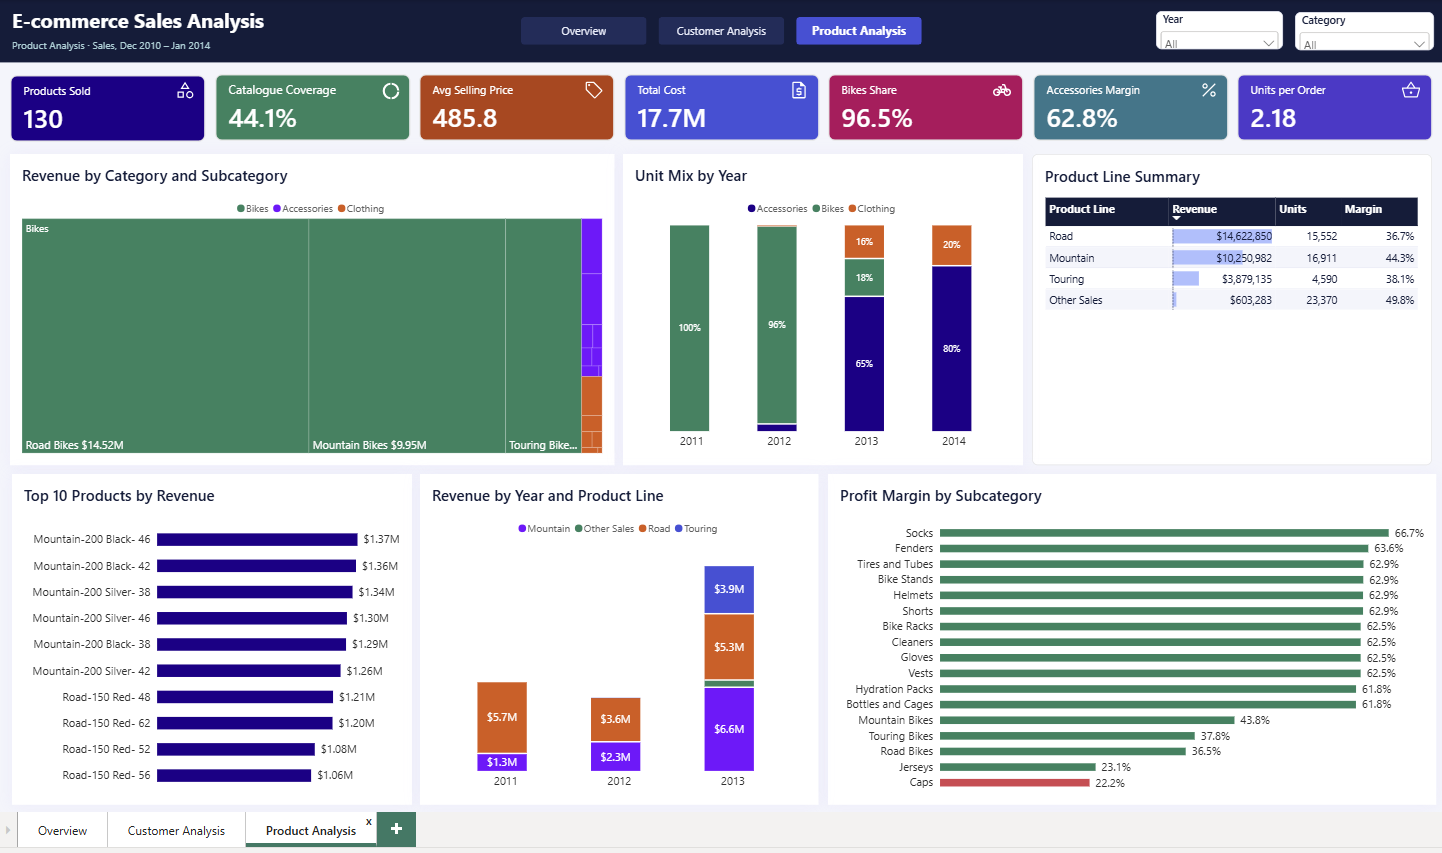 E-commerce Sales Analysis
Product Analysis · Sales, Dec 2010 – Jan 2014
Overview
Customer Analysis
Product Analysis
Year
All
Category
All
Products Sold
130
Catalogue Coverage
44.1%
Avg Selling Price
485.8
Total Cost
17.7M
Bikes Share
96.5%
Accessories Margin
62.8%
Units per Order
2.18
Revenue by Category and Subcategory
Bikes Accessories Clothing
Bikes
Road Bikes $14.52M
Mountain Bikes $9.95M
Touring Bike...
Unit Mix by Year
Accessories Bikes Clothing
100%
96%
16%
18%
65%
20%
80%
2011 2012 2013 2014
Product Line Summary
Product Line Revenue Units Margin
Road $14,622,850 15,552 36.7%
Mountain $10,250,982 16,911 44.3%
Touring $3,879,135 4,590 38.1%
Other Sales $603,283 23,370 49.8%
Top 10 Products by Revenue
Mountain-200 Black- 46 $1.37M
Mountain-200 Black- 42 $1.36M
Mountain-200 Silver- 38 $1.34M
Mountain-200 Silver- 46 $1.30M
Mountain-200 Black- 38 $1.29M
Mountain-200 Silver- 42 $1.26M
Road-150 Red- 48 $1.21M
Road-150 Red- 62 $1.20M
Road-150 Red- 52 $1.08M
Road-150 Red- 56 $1.06M
Revenue by Year and Product Line
Mountain Other Sales Road Touring
$5.7M
$1.3M
$3.6M
$2.3M
$3.9M
$5.3M
$6.6M
2011 2012 2013
Profit Margin by Subcategory
Socks 66.7%
Fenders 63.6%
Tires and Tubes 62.9%
Bike Stands 62.9%
Helmets 62.9%
Shorts 62.9%
Bike Racks 62.5%
Cleaners 62.5%
Gloves 62.5%
Vests 62.5%
Hydration Packs 61.8%
Bottles and Cages 61.8%
Mountain Bikes 43.8%
Touring Bikes 37.8%
Road Bikes 36.5%
Jerseys 23.1%
Caps 22.2%
Overview
Customer Analysis
Product Analysis x
+